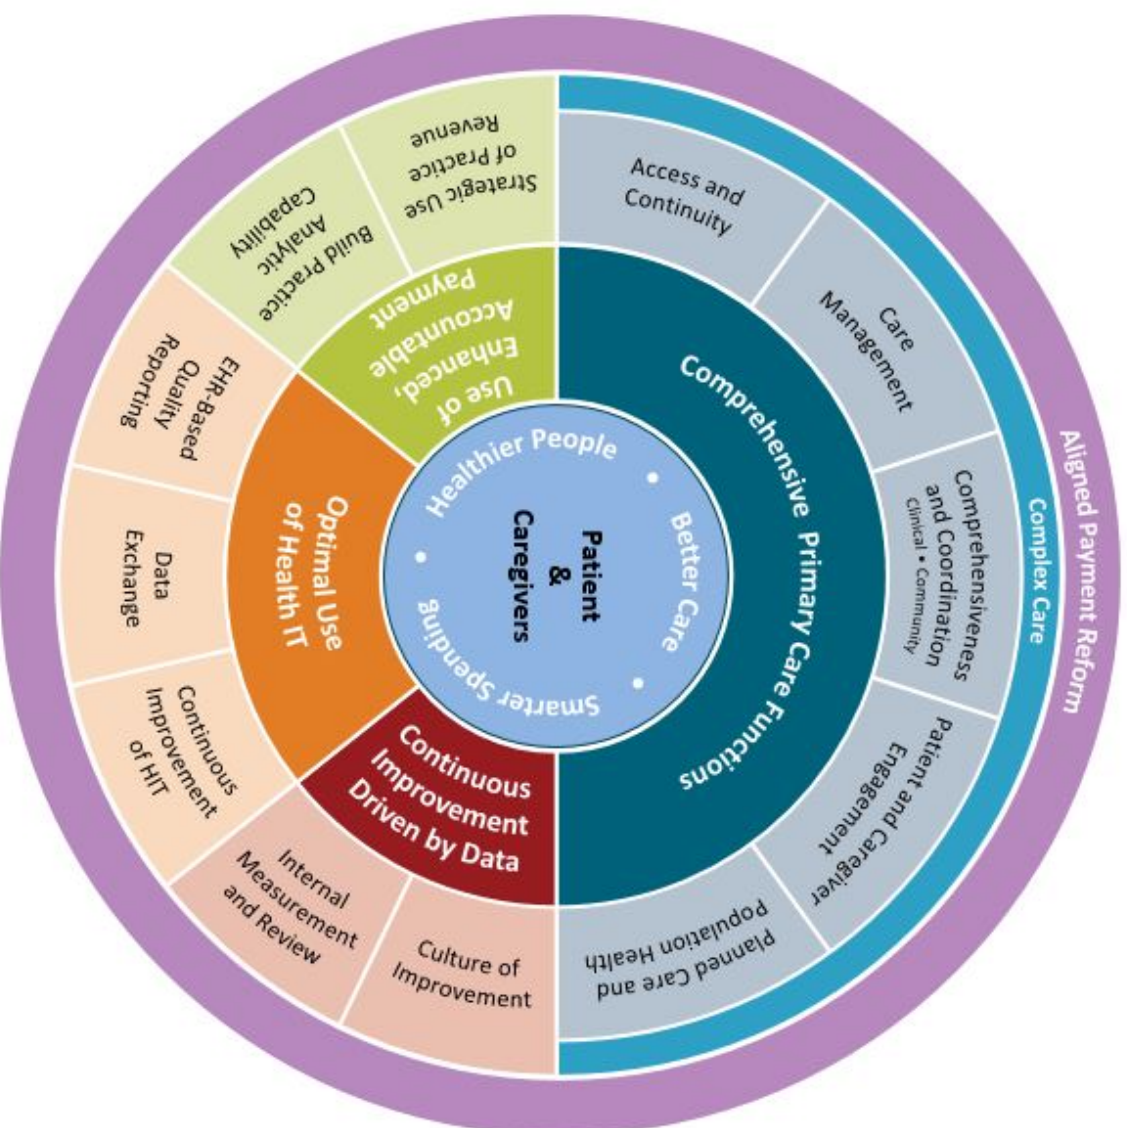 Aligned Payment Reform
Complex Care
Access and
Continuity
Care
Management
Comprehensiveness
and Coordination
Clinical • Community
Patient and Caregiver
Engagement
Planned Care and
Population Health
Comprehensive Primary Care Functions
Culture of
Improvement
Internal
Measurement
and Review
Continuous
Improvement
Driven by Data
Continuous
Improvement
of HIT
Data
Exchange
EHR-Based
Quality
Reporting
Optimal Use
of Health IT
Build Practice
Analytic
Capability
Strategic Use
of Practice
Revenue
Use of
Enhanced,
Accountable
Payment
Healthier People • Better Care • Smarter Spending •
Patient
&
Caregivers